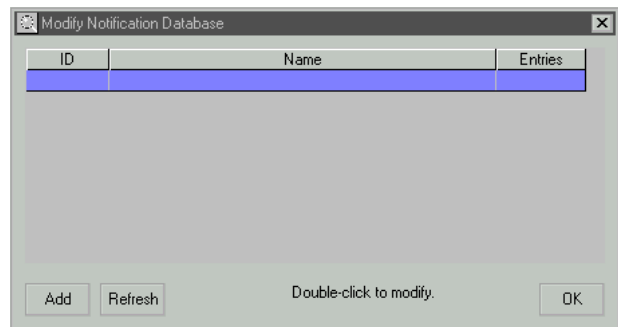 Modify Notification Database
ID Name Entries
Add Refresh Double-click to modify. OK